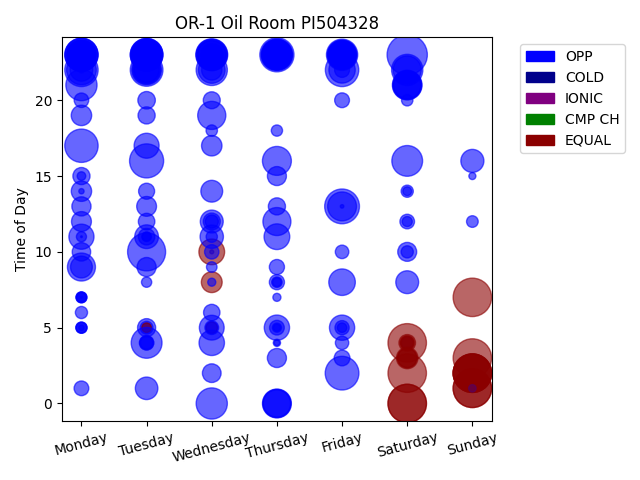 OR-1 Oil Room PI504328
OPP
COLD
IONIC
CMP CH
EQUAL
Time of Day
20
15
10
5
0
Monday Tuesday Wednesday Thursday Friday Saturday Sunday